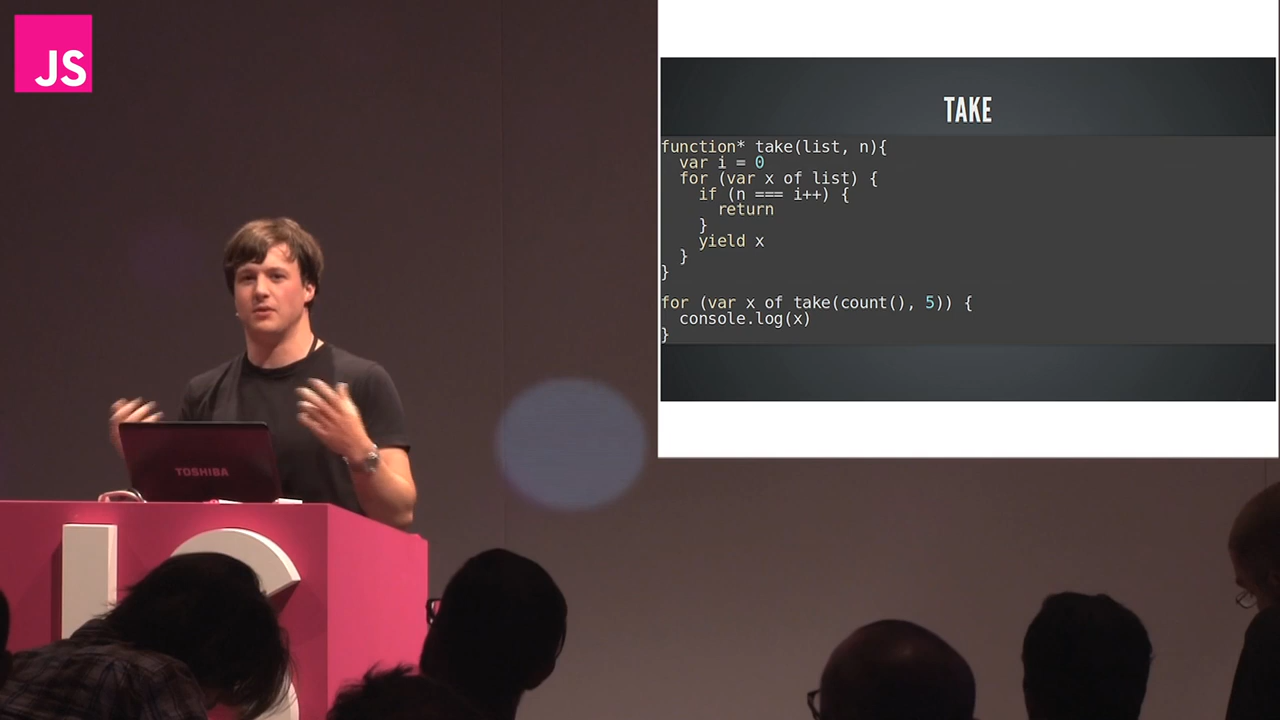 JS
TAKE
function* take(list, n){
  var i = 0
  for (var x of list) {
    if (n === i++) {
      return
    }
    yield x
  }
}
for (var x of take(count(), 5)) {
  console.log(x)
}
TOSHIBA